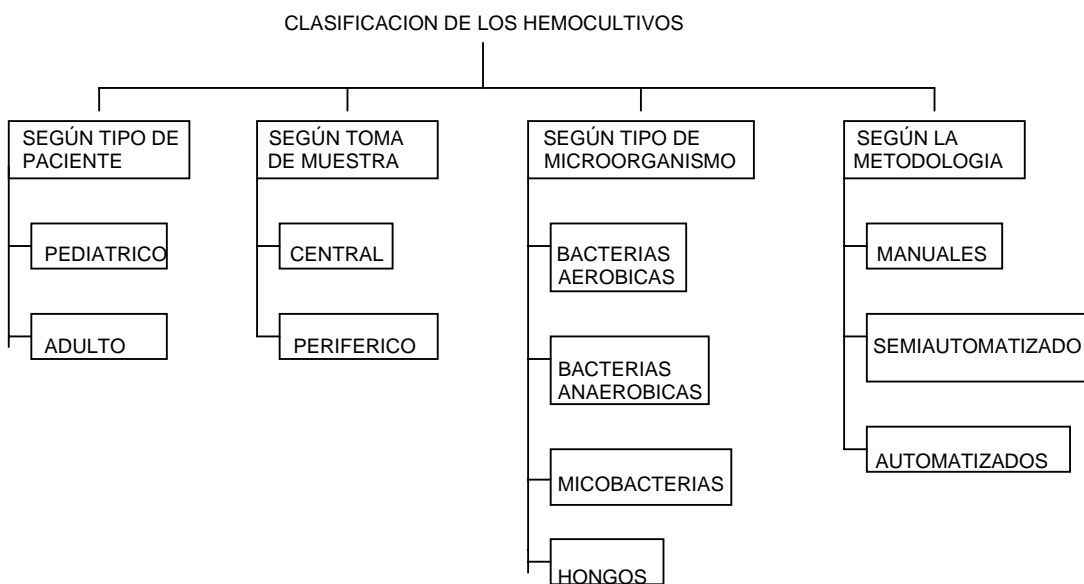 CLASIFICACION DE LOS HEMOCULTIVOS
SEGÚN TIPO DE
PACIENTE
PEDIATRICO
ADULTO
SEGÚN TOMA
DE MUESTRA
CENTRAL
PERIFERICO
SEGÚN TIPO DE
MICROORGANISMO
BACTERIAS
AEROBICAS
BACTERIAS
ANAEROBICAS
MICOBACTERIAS
HONGOS
SEGÚN LA
METODOLOGIA
MANUALES
SEMIAUTOMATIZADO
AUTOMATIZADOS